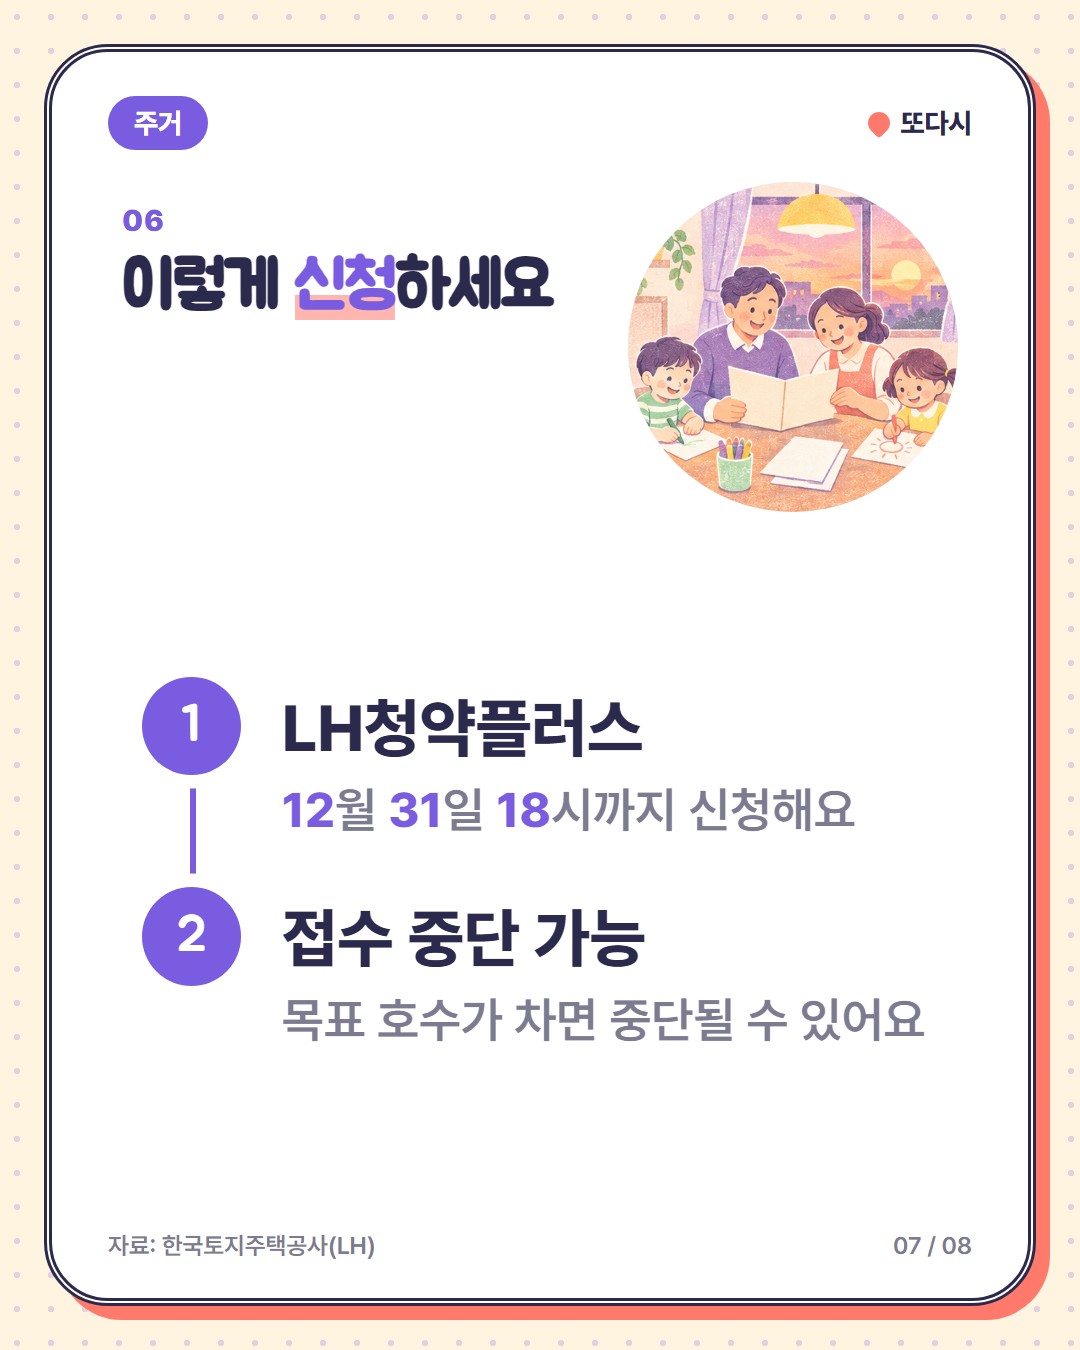 주거
또다시
06
이렇게 신청하세요
1
LH청약플러스
12월 31일 18시까지 신청해요
2
접수 중단 가능
목표 호수가 차면 중단될 수 있어요
자료: 한국토지주택공사(LH)
07 / 08